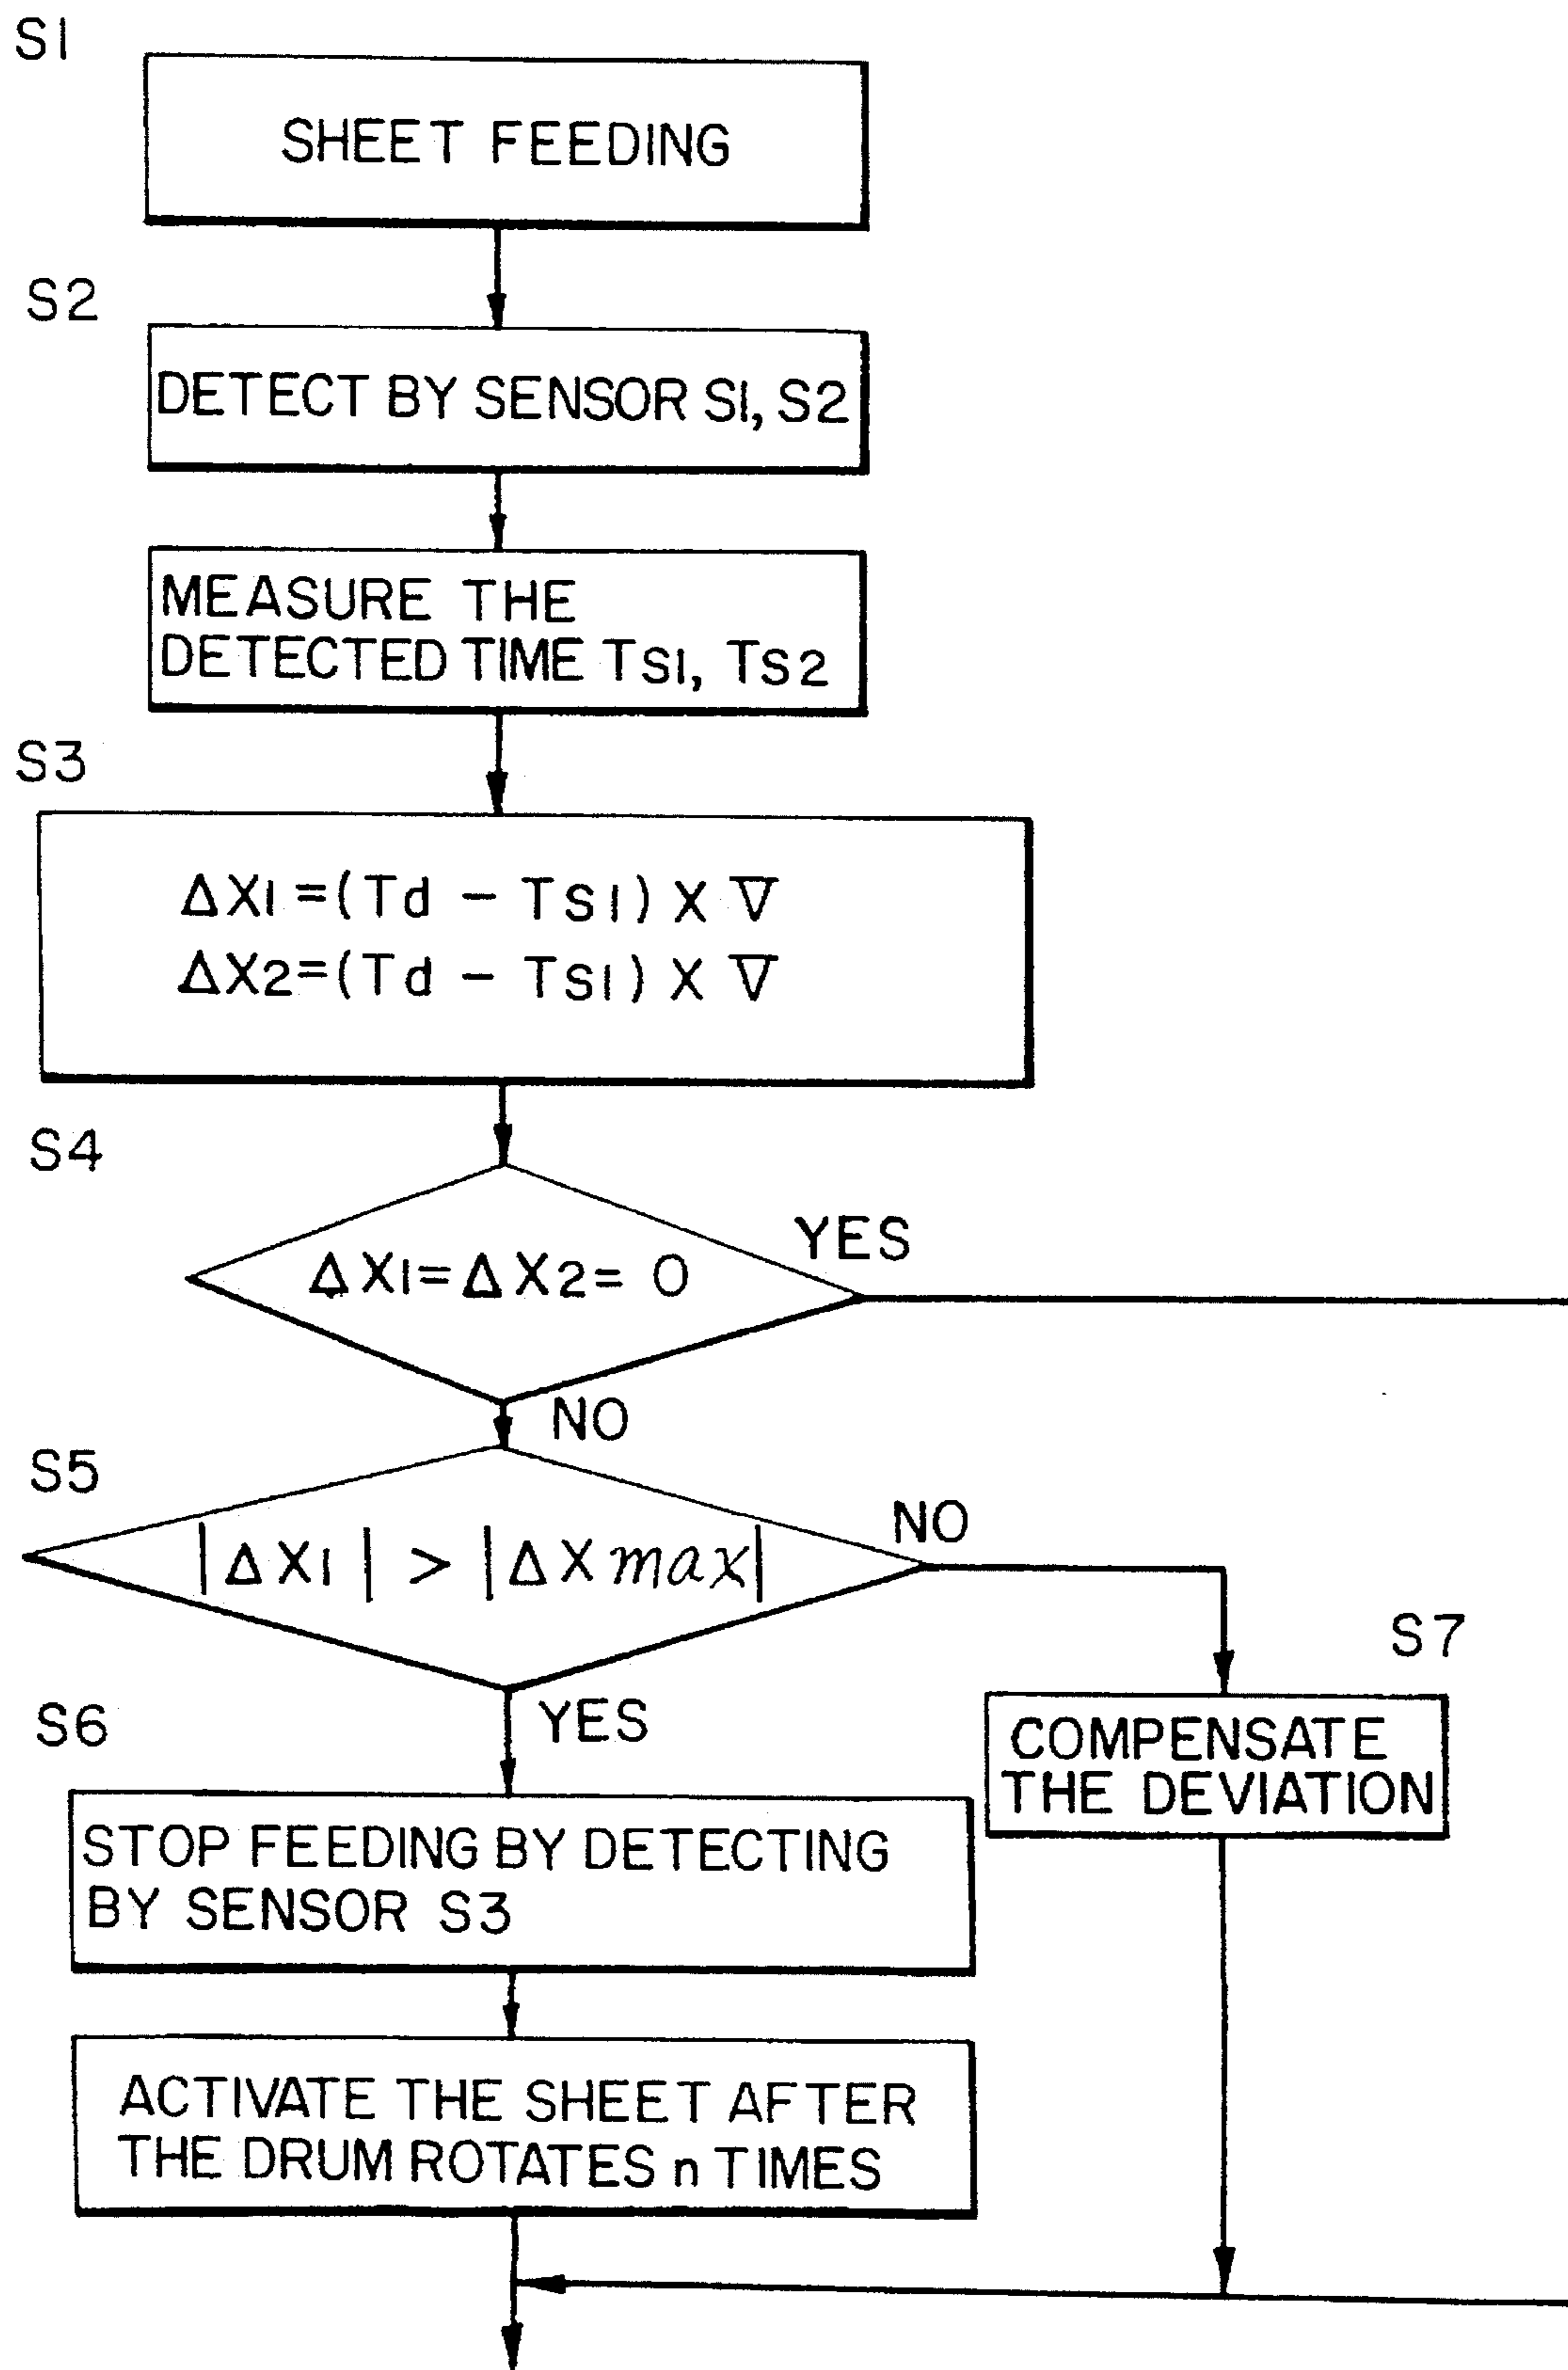 S1
SHEET FEEDING
S2
DETECT BY SENSOR S1, S2
MEASURE THE
DETECTED TIME TS1, TS2
S3
ΔX1=(Td - TS1) X V̅
ΔX2=(Td - TS1) X V̅
S4
ΔX1=ΔX2= 0
YES
NO
S5
|ΔX1| > |ΔX max|
NO
S7
COMPENSATE
THE DEVIATION
YES
S6
STOP FEEDING BY DETECTING
BY SENSOR S3
ACTIVATE THE SHEET AFTER
THE DRUM ROTATES n TIMES